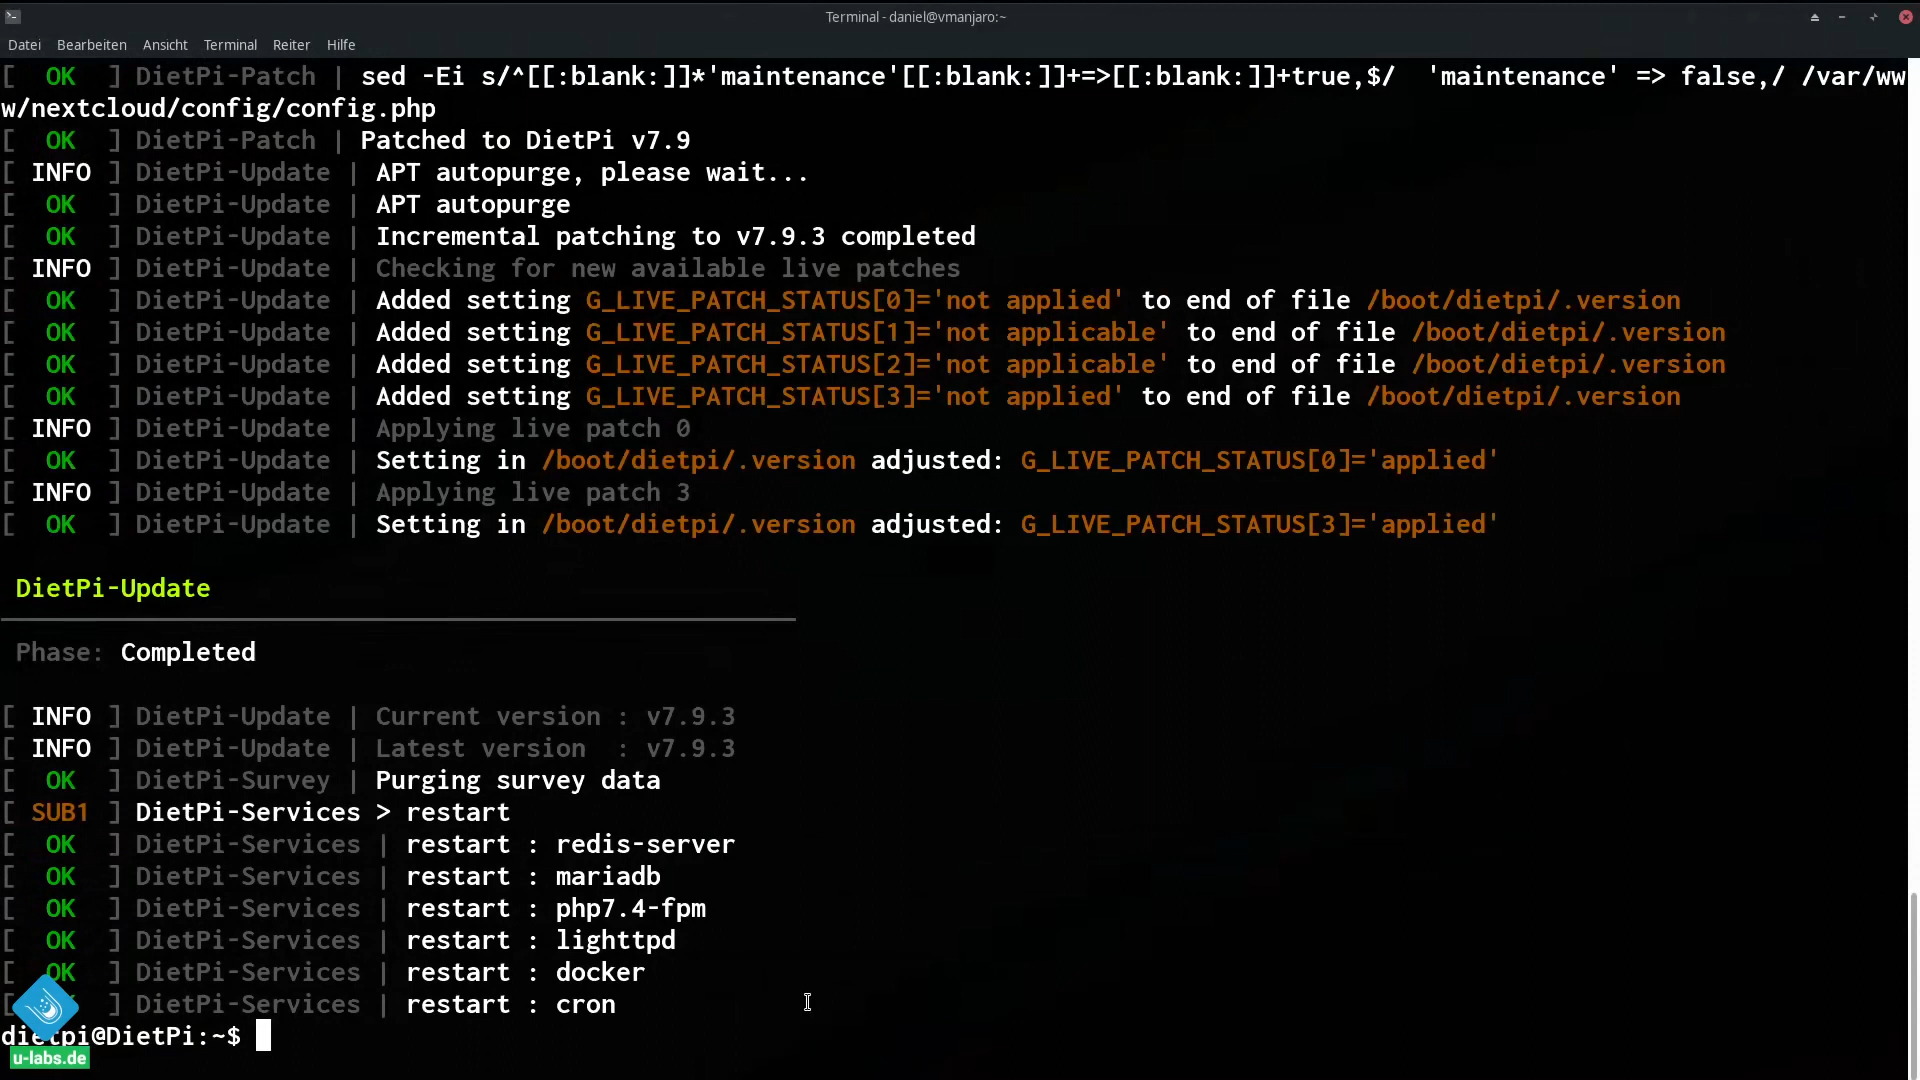 Terminal - daniel@vmanjaro:~
Datei Bearbeiten Ansicht Terminal Reiter Hilfe
[  OK  ] DietPi-Patch | sed -Ei s/^[[:blank:]]*'maintenance'[[:blank:]]+=>[[:blank:]]+true,$/  'maintenance' => false,/ /var/ww
w/nextcloud/config/config.php
[  OK  ] DietPi-Patch | Patched to DietPi v7.9
[ INFO ] DietPi-Update | APT autopurge, please wait...
[  OK  ] DietPi-Update | APT autopurge
[  OK  ] DietPi-Update | Incremental patching to v7.9.3 completed
[ INFO ] DietPi-Update | Checking for new available live patches
[  OK  ] DietPi-Update | Added setting G_LIVE_PATCH_STATUS[0]='not applied' to end of file /boot/dietpi/.version
[  OK  ] DietPi-Update | Added setting G_LIVE_PATCH_STATUS[1]='not applicable' to end of file /boot/dietpi/.version
[  OK  ] DietPi-Update | Added setting G_LIVE_PATCH_STATUS[2]='not applicable' to end of file /boot/dietpi/.version
[  OK  ] DietPi-Update | Added setting G_LIVE_PATCH_STATUS[3]='not applied' to end of file /boot/dietpi/.version
[ INFO ] DietPi-Update | Applying live patch 0
[  OK  ] DietPi-Update | Setting in /boot/dietpi/.version adjusted: G_LIVE_PATCH_STATUS[0]='applied'
[ INFO ] DietPi-Update | Applying live patch 3
[  OK  ] DietPi-Update | Setting in /boot/dietpi/.version adjusted: G_LIVE_PATCH_STATUS[3]='applied'
DietPi-Update
Phase: Completed
[ INFO ] DietPi-Update | Current version : v7.9.3
[ INFO ] DietPi-Update | Latest version  : v7.9.3
[  OK  ] DietPi-Survey | Purging survey data
[ SUB1 ] DietPi-Services > restart
[  OK  ] DietPi-Services | restart : redis-server
[  OK  ] DietPi-Services | restart : mariadb
[  OK  ] DietPi-Services | restart : php7.4-fpm
[  OK  ] DietPi-Services | restart : lighttpd
[  OK  ] DietPi-Services | restart : docker
[  OK  ] DietPi-Services | restart : cron
dietpi@DietPi:~$
u-labs.de